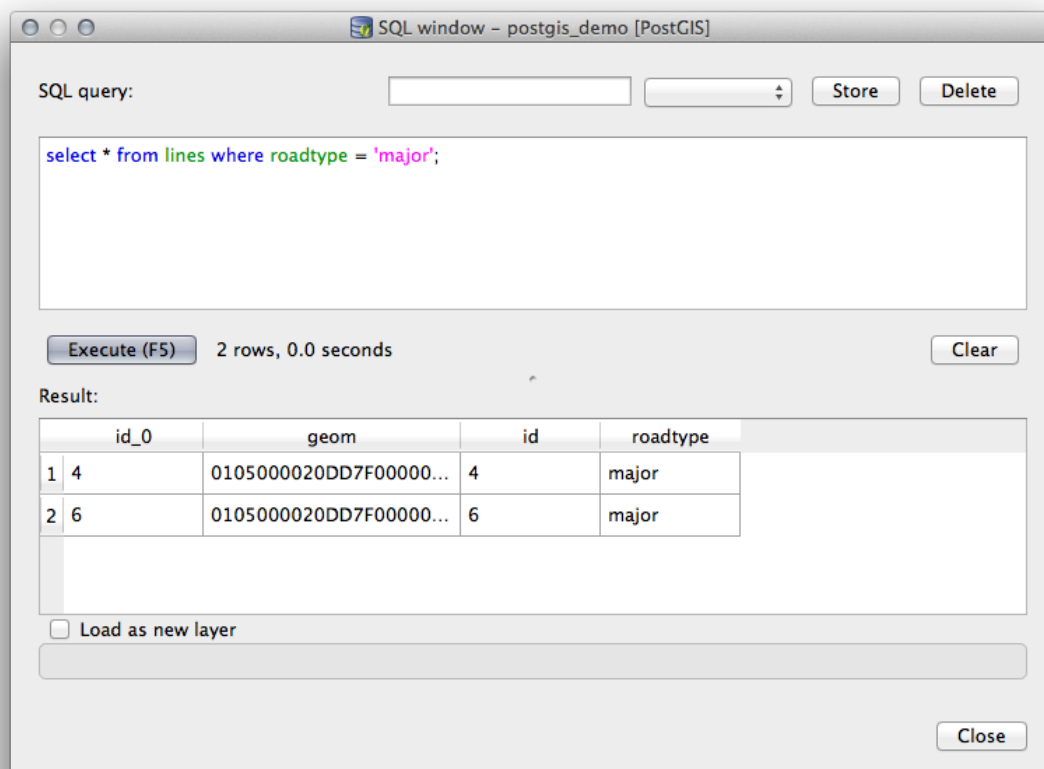 SQL window – postgis_demo [PostGIS]
SQL query:
Store
Delete
select * from lines where roadtype = 'major';
Execute (F5)
2 rows, 0.0 seconds
Clear
Result:
id_0 geom id roadtype
1 4 0105000020DD7F00000... 4 major
2 6 0105000020DD7F00000... 6 major
Load as new layer
Close